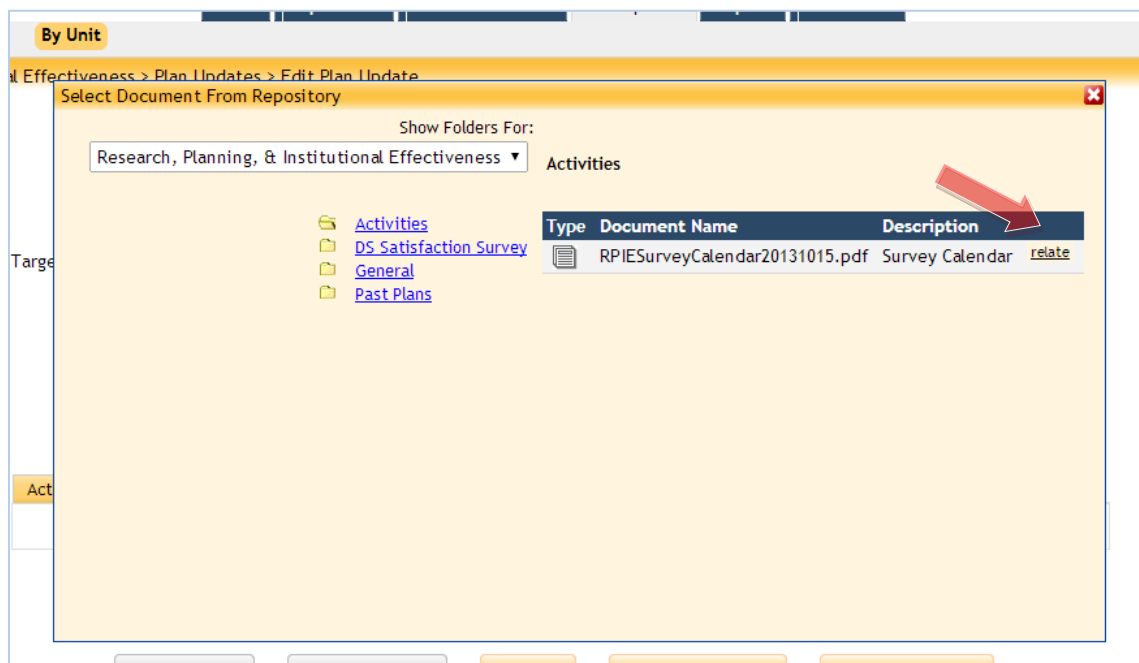 By Unit
al Effectiveness > Plan Updates > Edit Plan Update
Select Document From Repository
Show Folders For:
Research, Planning, & Institutional Effectiveness
Activities
Activities
DS Satisfaction Survey
General
Past Plans
Type Document Name Description
RPIESurveyCalendar20131015.pdf Survey Calendar relate
Targe
Act